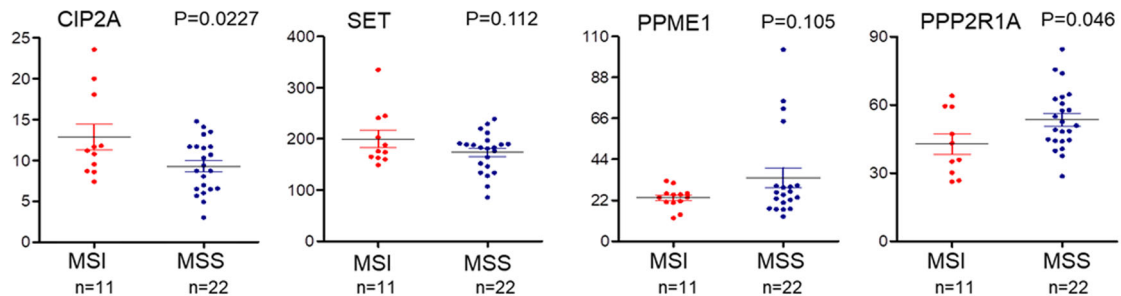 CIP2A P=0.0227
25
20
15
10
5
0
MSI MSS
n=11 n=22
SET P=0.112
400
300
200
100
0
MSI MSS
n=11 n=22
PPME1 P=0.105
110
88
66
44
22
0
MSI MSS
n=11 n=22
PPP2R1A P=0.046
90
60
30
0
MSI MSS
n=11 n=22